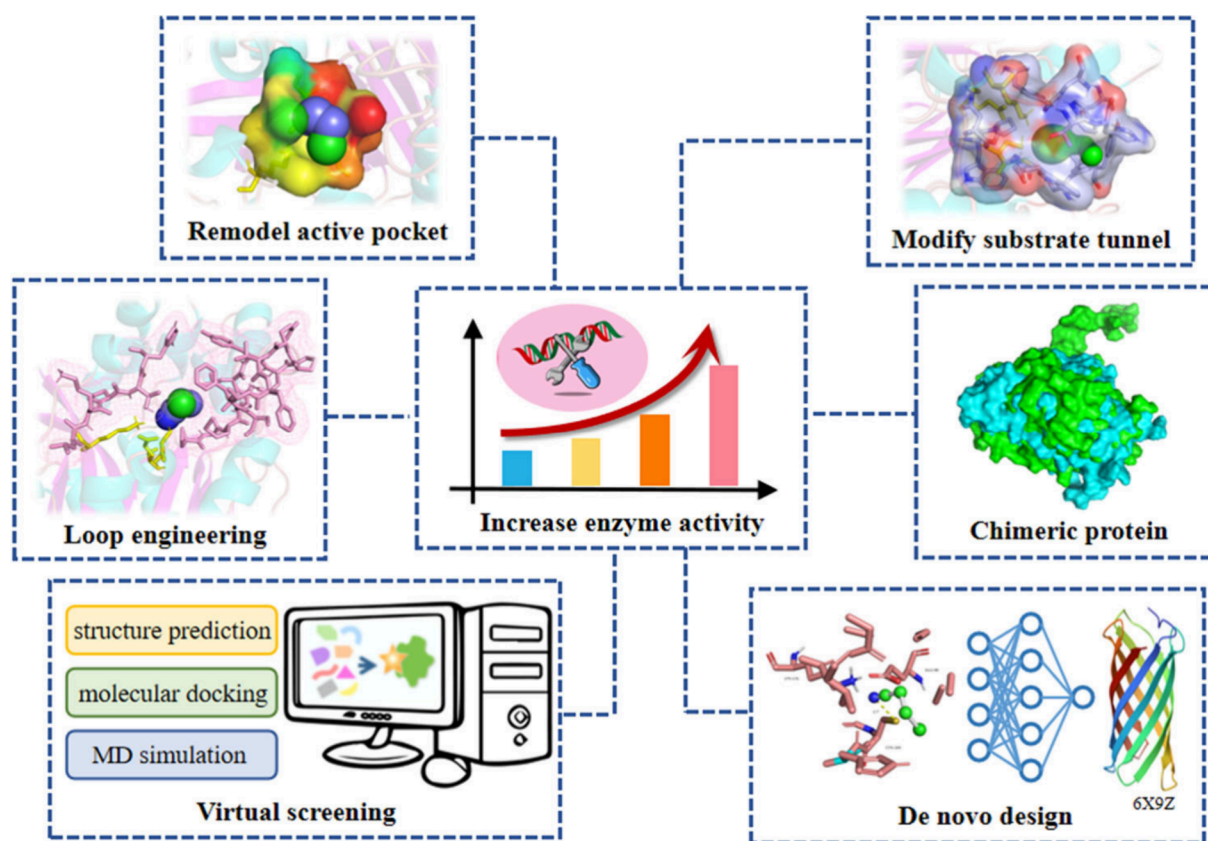 Remodel active pocket
Modify substrate tunnel
Loop engineering
Increase enzyme activity
Chimeric protein
structure prediction
molecular docking
MD simulation
Virtual screening
6X9Z
De novo design